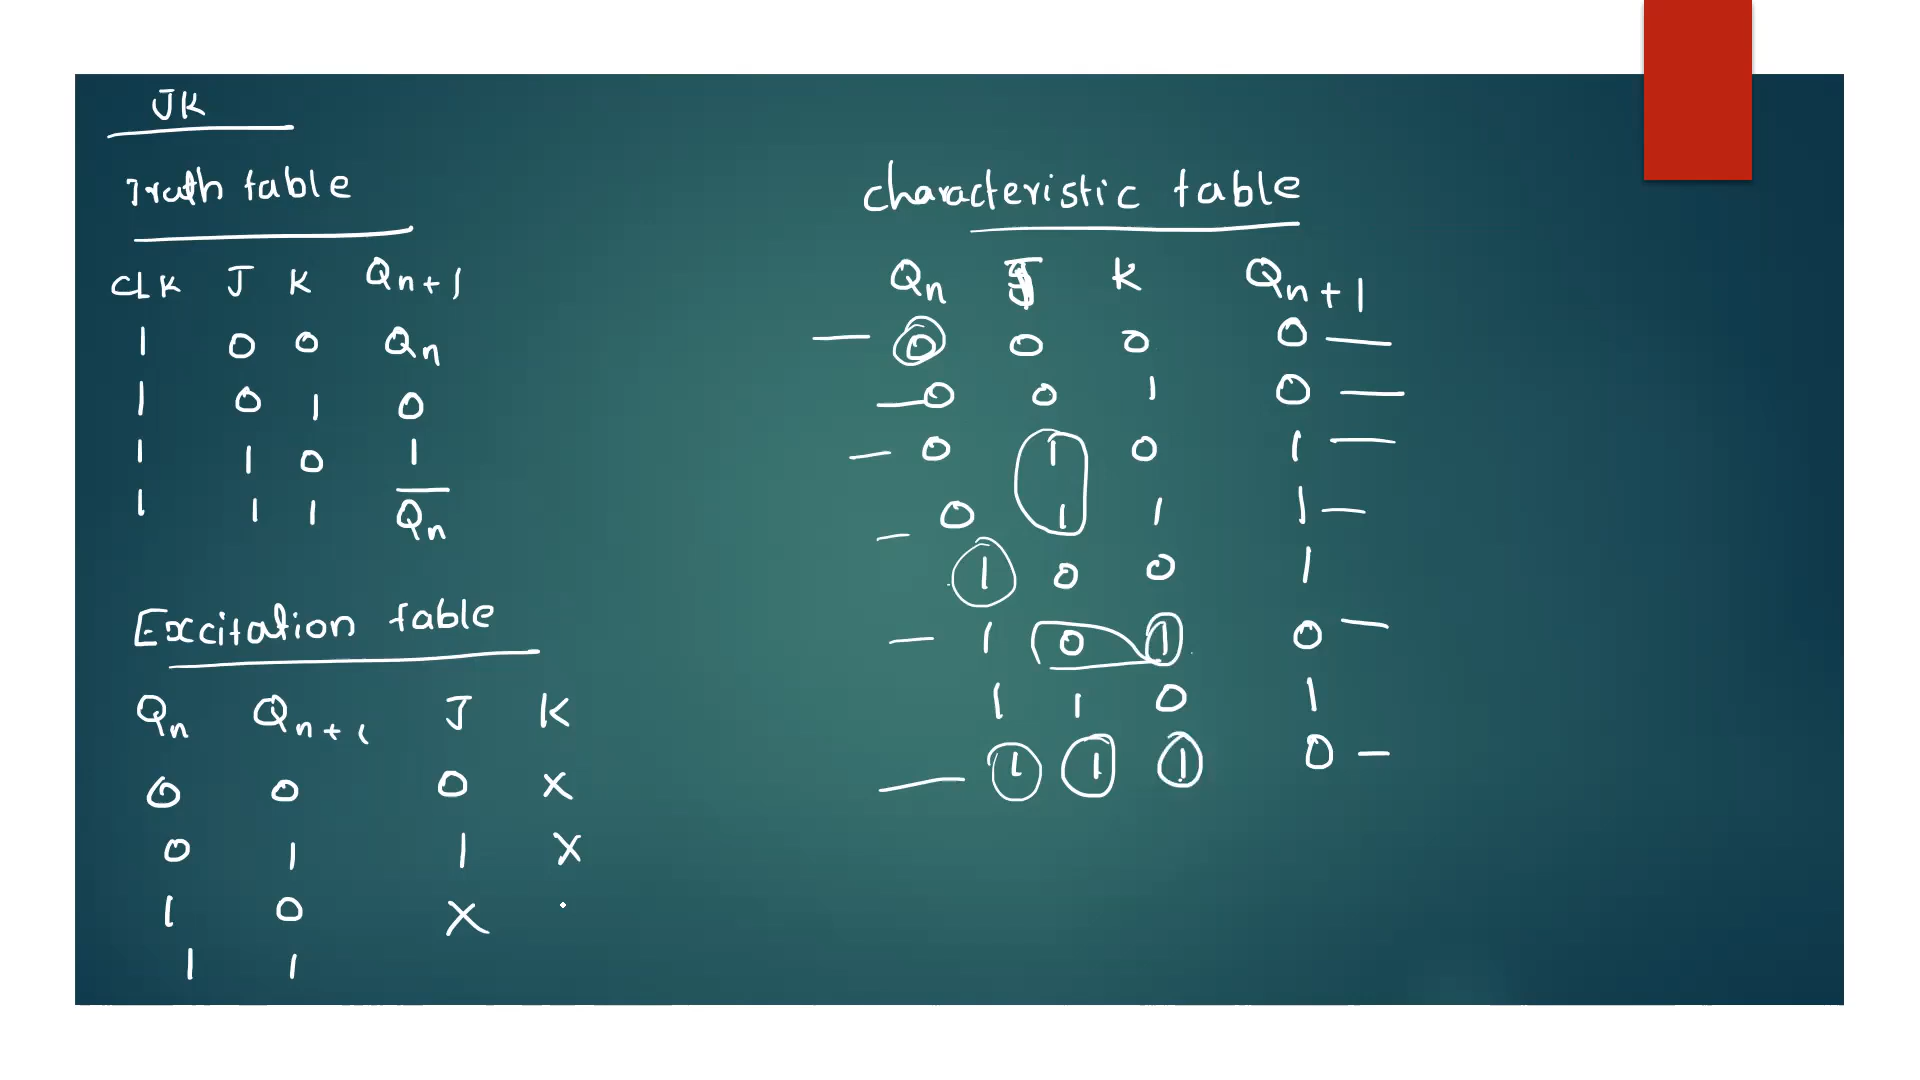 JK
Truth table
CLK J K Qn+1
1 0 0 Qn
1 0 1 0
1 1 0 1
1 1 1 Q̅n
Excitation table
Qn Qn+1 J K
0 0 0 X
0 1 1 X
1 0 X
1 1
characteristic table
Qn J K Qn+1
0 0 0 0
0 0 1 0
0 1 0 1
0 1 1 1
1 0 0 1
1 0 1 0
1 1 0 1
1 1 1 0